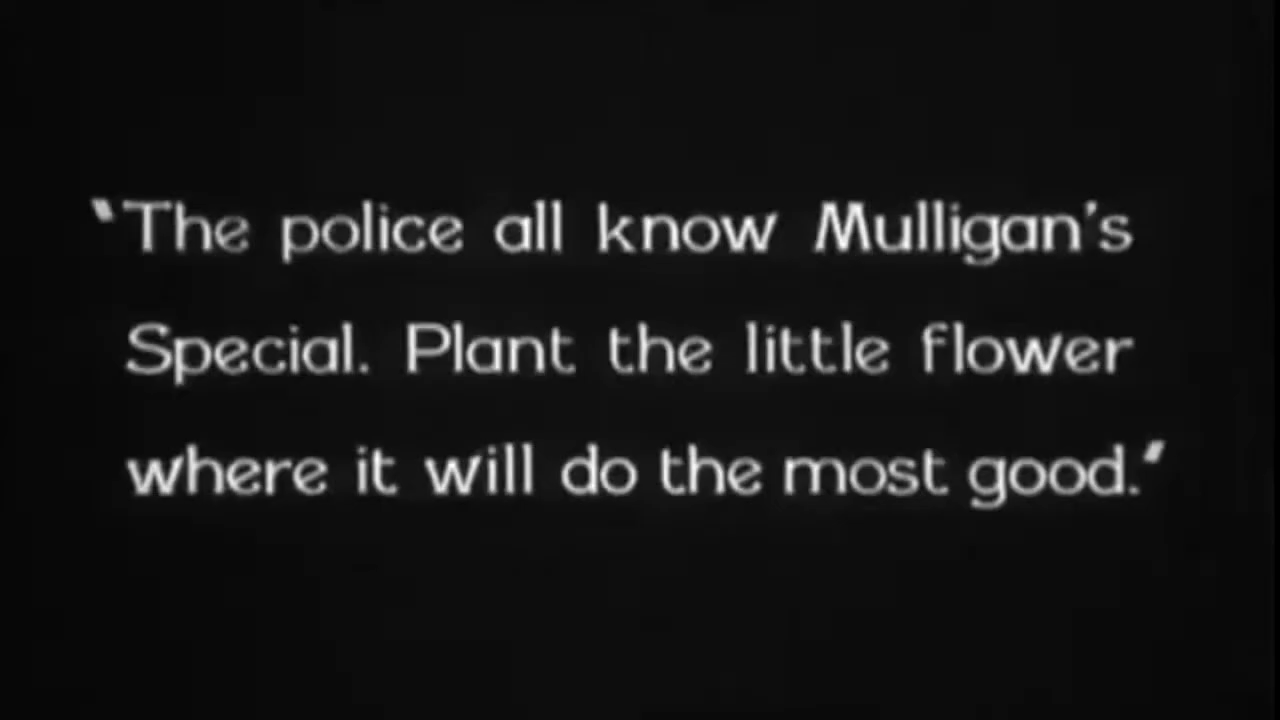 "The police all know Mulligan's
Special. Plant the little flower
where it will do the most good."